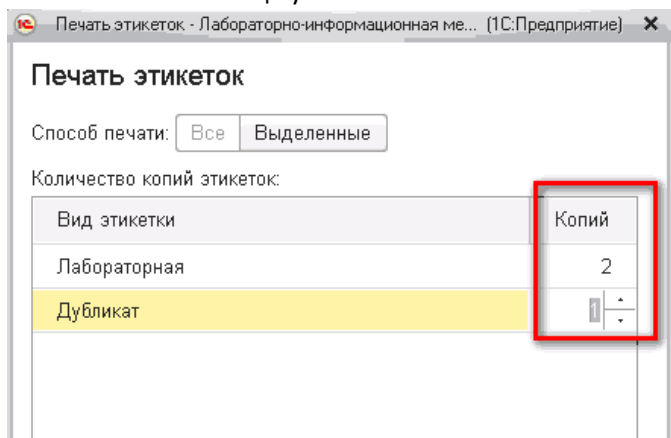 Печать этикеток - Лабораторно-информационная ме... (1С:Предприятие)
Печать этикеток
Способ печати: Все Выделенные
Количество копий этикеток:
Вид этикетки Копий
Лабораторная 2
Дубликат 1